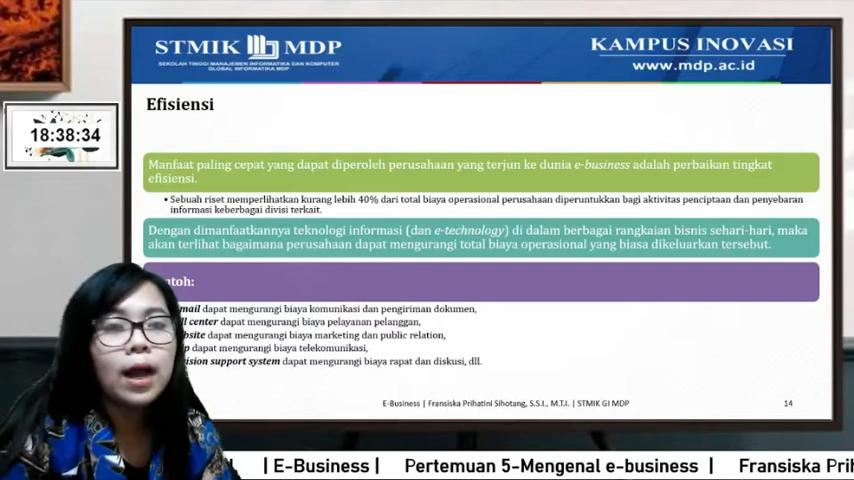 STMIK MDP
SEKOLAH TINGGI MANAJEMEN INFORMATIKA DAN KOMPUTER
GLOBAL INFORMATIKA MDP
KAMPUS INOVASI
www.mdp.ac.id
18:38:34
Efisiensi
Manfaat paling cepat yang dapat diperoleh perusahaan yang terjun ke dunia e-business adalah perbaikan tingkat
efisiensi.
• Sebuah riset memperlihatkan kurang lebih 40% dari total biaya operasional perusahaan diperuntukkan bagi aktivitas penciptaan dan penyebaran
informasi keberbagai divisi terkait.
Dengan dimanfaatkannya teknologi informasi (dan e-technology) di dalam berbagai rangkaian bisnis sehari-hari, maka
akan terlihat bagaimana perusahaan dapat mengurangi total biaya operasional yang biasa dikeluarkan tersebut.
ntoh:
mail dapat mengurangi biaya komunikasi dan pengiriman dokumen,
ll center dapat mengurangi biaya pelayanan pelanggan,
bsite dapat mengurangi biaya marketing dan public relation,
p dapat mengurangi biaya telekomunikasi,
ision support system dapat mengurangi biaya rapat dan diskusi, dll.
E-Business | Fransiska Prihatini Sihotang, S.S.I., M.T.I. | STMIK GI MDP
14
| E-Business | Pertemuan 5-Mengenal e-business | Fransiska Prih